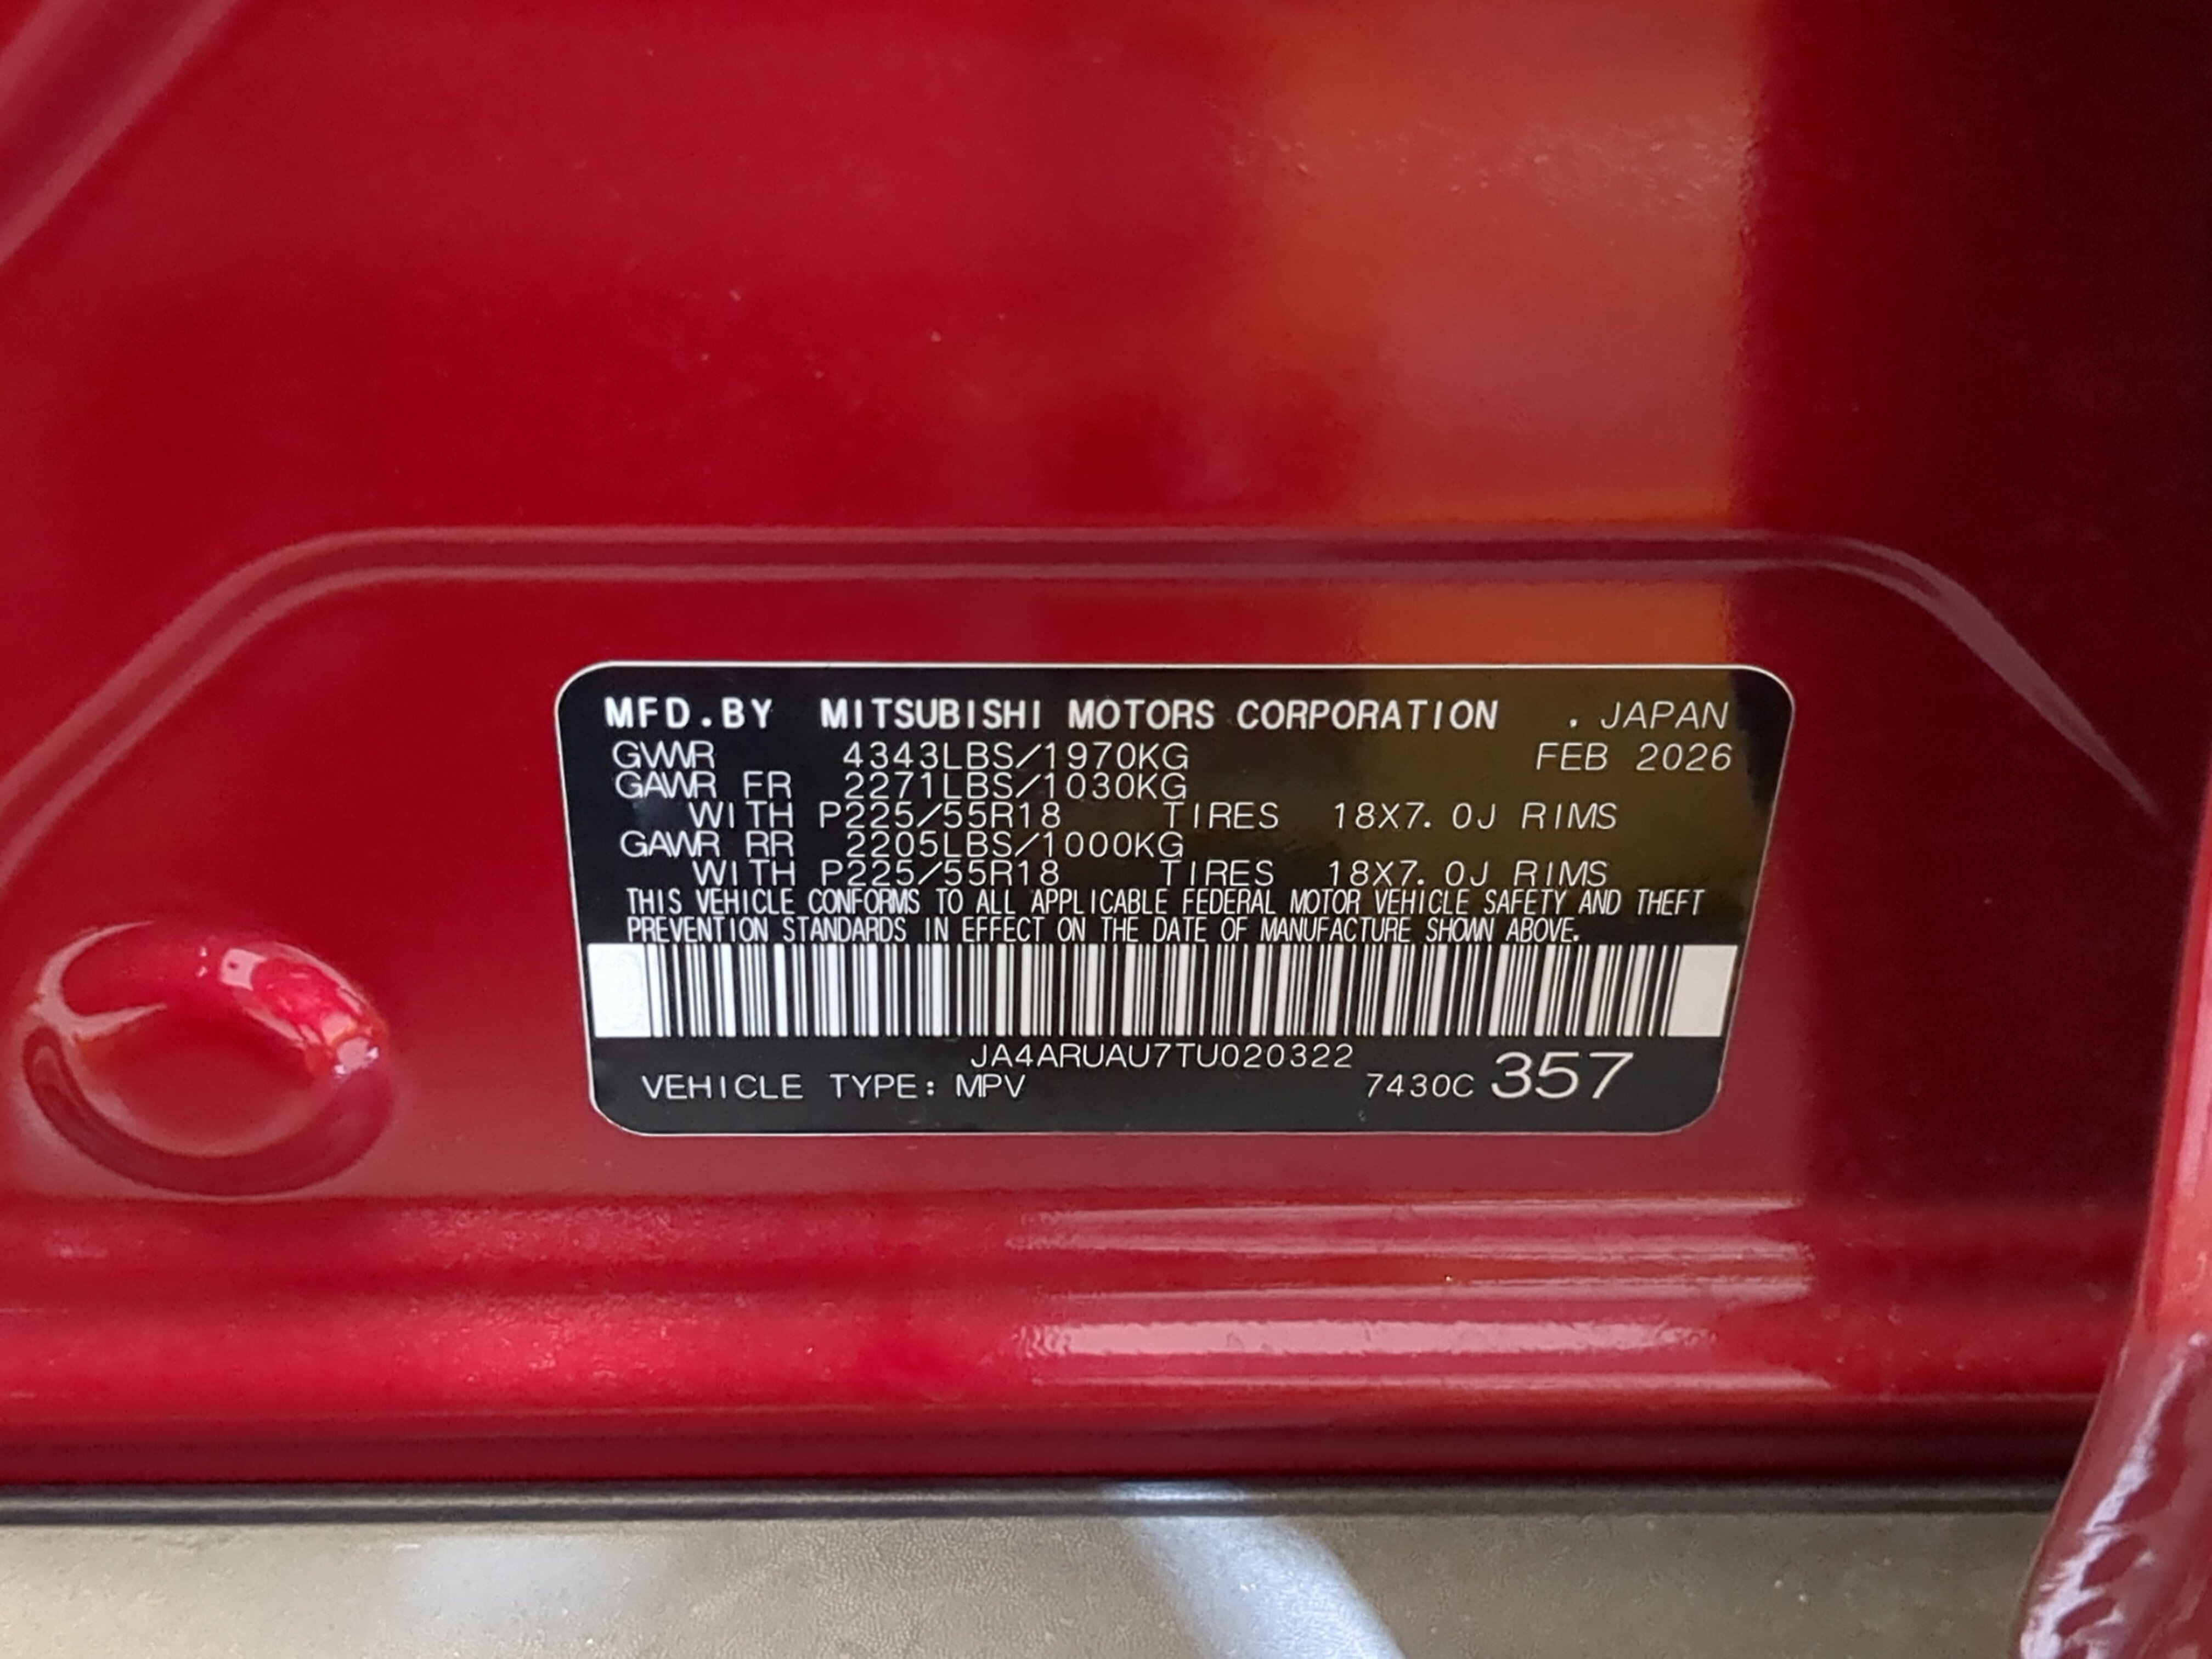 MFD.BY MITSUBISHI MOTORS CORPORATION . JAPAN
GVWR 4343LBS/1970KG FEB 2026
GAWR FR 2271LBS/1030KG
WITH P225/55R18 TIRES 18X7.0J RIMS
GAWR RR 2205LBS/1000KG
WITH P225/55R18 TIRES 18X7.0J RIMS
THIS VEHICLE CONFORMS TO ALL APPLICABLE FEDERAL MOTOR VEHICLE SAFETY AND THEFT
PREVENTION STANDARDS IN EFFECT ON THE DATE OF MANUFACTURE SHOWN ABOVE.
JA4ARUAU7TU020322
VEHICLE TYPE: MPV 7430C 357